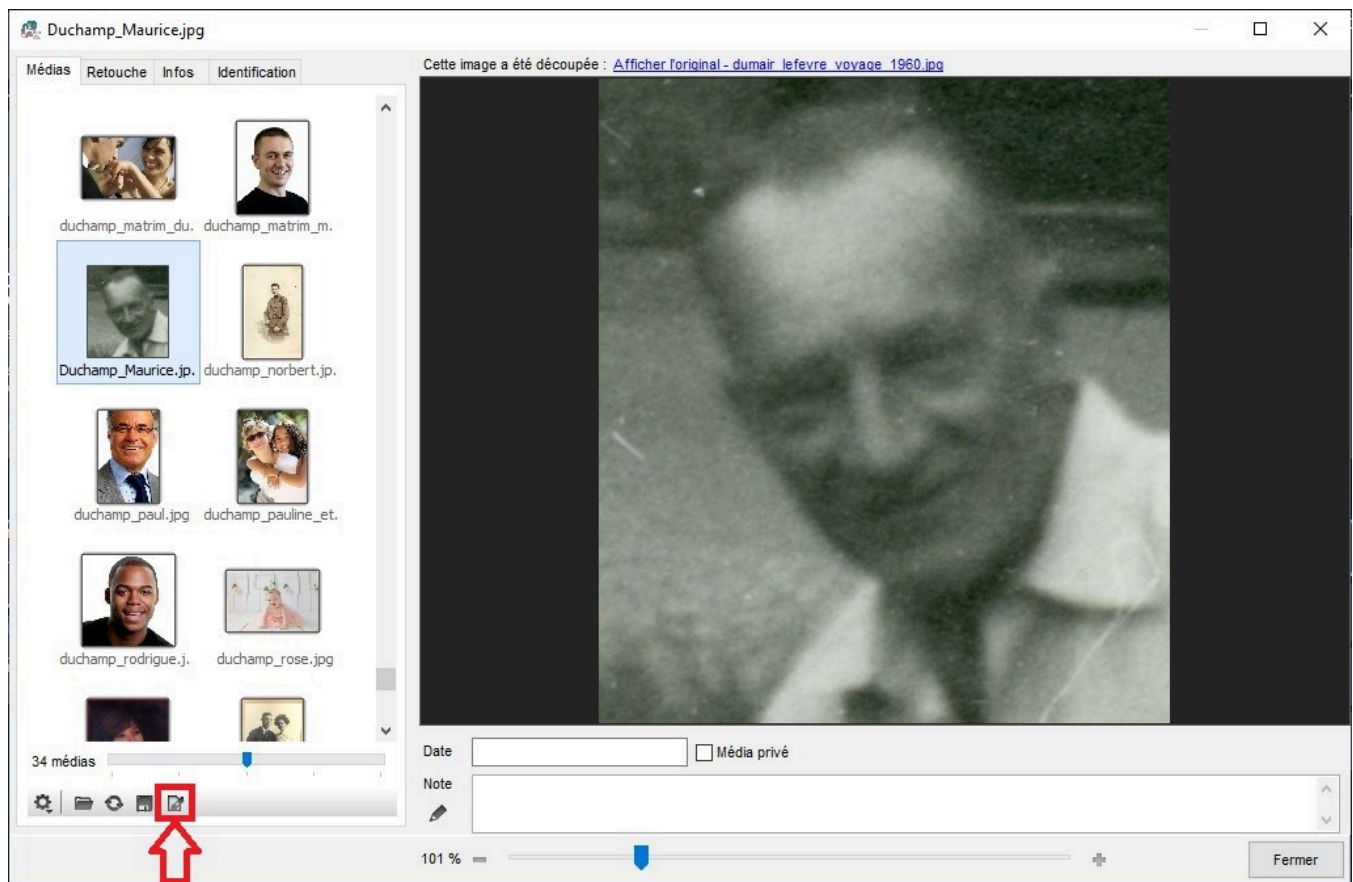 Duchamp_Maurice.jpg
Médias Retouche Infos Identification
Cette image a été découpée : Afficher l'original - dumair_lefevre_voyage_1960.jpg
duchamp_matrim_du. duchamp_matrim_m.
Duchamp_Maurice.jp. duchamp_norbert.jp.
duchamp_paul.jpg duchamp_pauline_et.
duchamp_rodrigue.j. duchamp_rose.jpg
34 médias
Date
Média privé
Note
101 %
Fermer